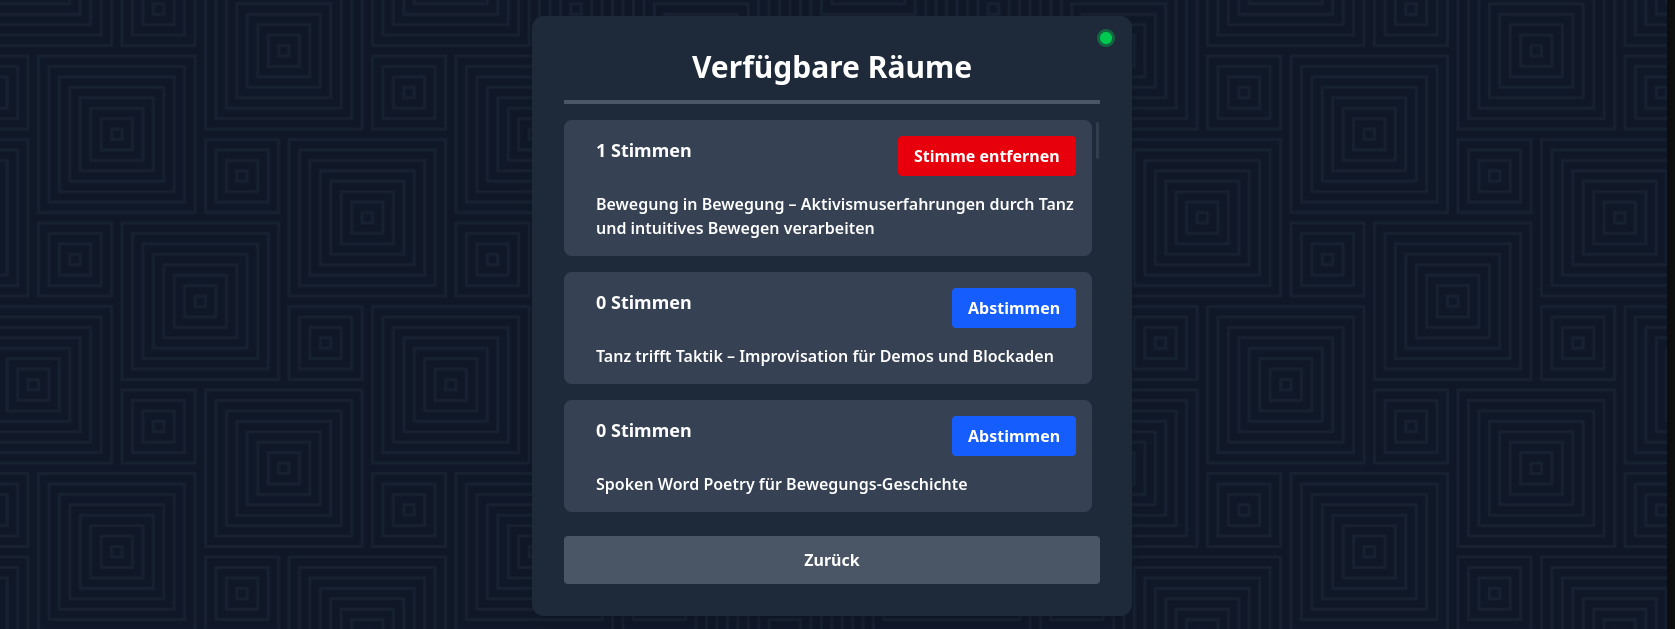 Verfügbare Räume
1 Stimmen
Stimme entfernen
Bewegung in Bewegung – Aktivismuserfahrungen durch Tanz
und intuitives Bewegen verarbeiten
0 Stimmen
Abstimmen
Tanz trifft Taktik – Improvisation für Demos und Blockaden
0 Stimmen
Abstimmen
Spoken Word Poetry für Bewegungs-Geschichte
Zurück